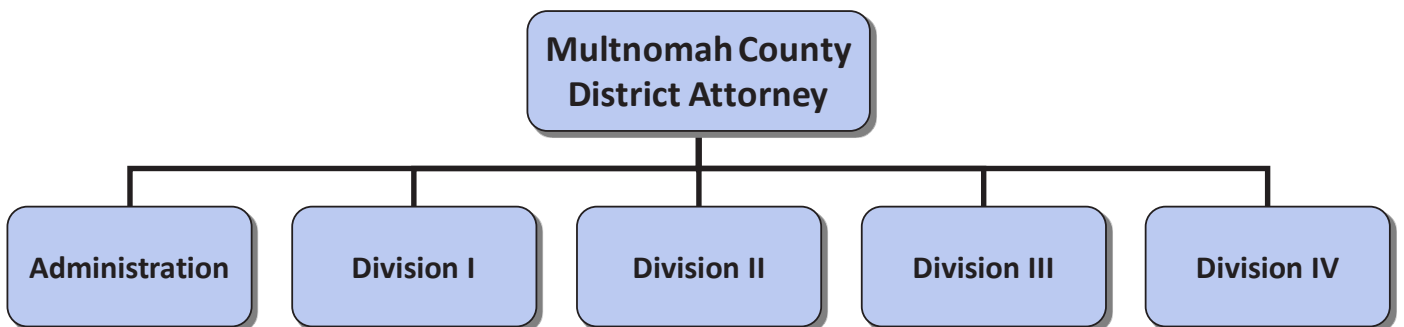 Multnomah County
District Attorney
Administration
Division I
Division II
Division III
Division IV